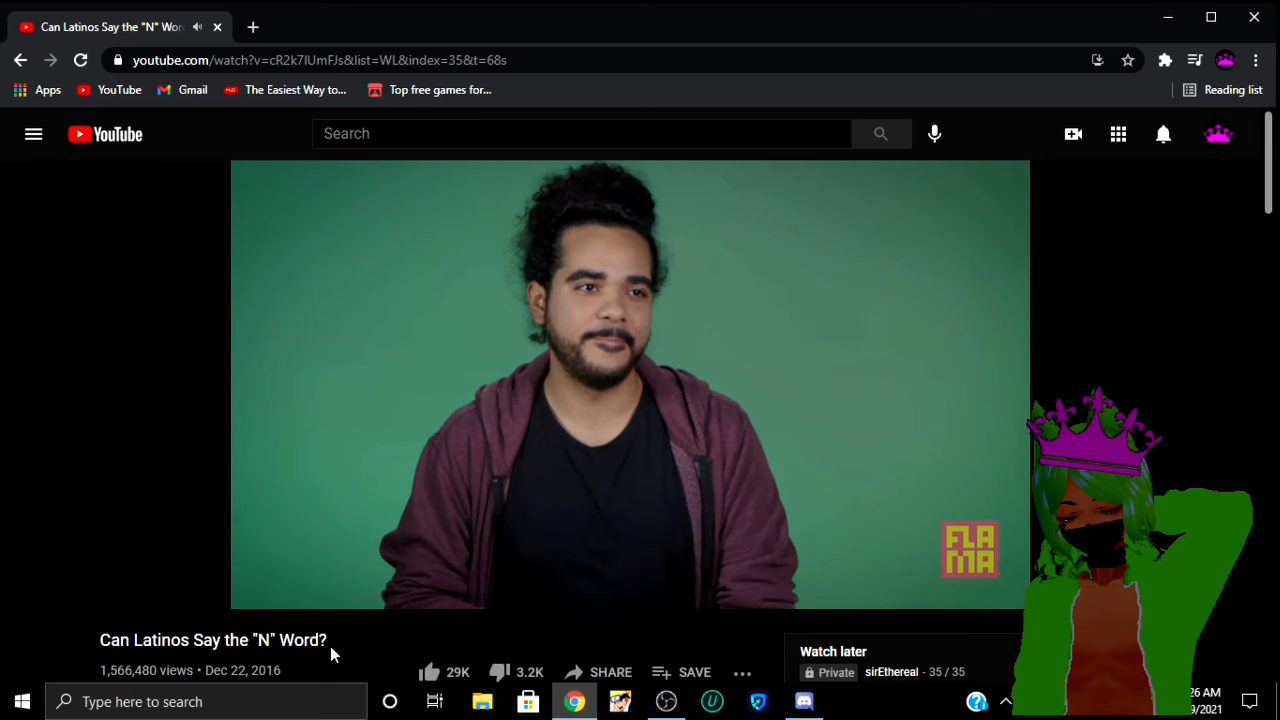 Can Latinos Say the "N" Wor
youtube.com/watch?v=cR2k7IUmFJs&list=WL&index=35&t=68s
Apps YouTube Gmail The Easiest Way to... Top free games for... Reading list
YouTube Search
FLA
MA
Can Latinos Say the "N" Word?
1,566,480 views • Dec 22, 2016
29K 3.2K SHARE SAVE
Watch later
Private sirEthereal - 35 / 35
Type here to search
26 AM
9/2021